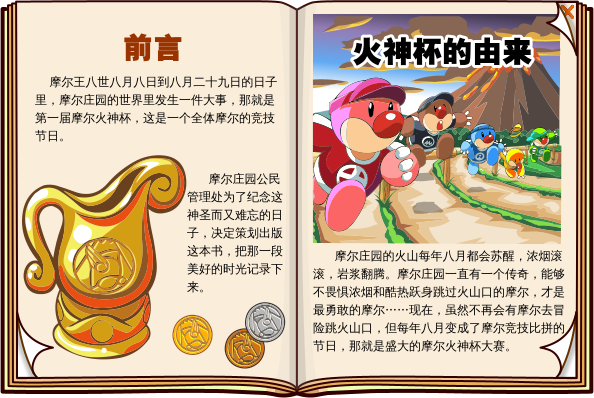 前言
摩尔王八世八月八日到八月二十九日的日子
里，摩尔庄园的世界里发生一件大事，那就是
第一届摩尔火神杯，这是一个全体摩尔的竞技
节日。
摩尔庄园公民
管理处为了纪念这
神圣而又难忘的日
子，决定策划出版
这本书，把那一段
美好的时光记录下
来。
火神杯的由来
摩尔庄园的火山每年八月都会苏醒，浓烟滚
滚，岩浆翻腾。摩尔庄园一直有一个传奇，能够
不畏惧浓烟和酷热跃身跳过火山口的摩尔，才是
最勇敢的摩尔……现在，虽然不再会有摩尔去冒
险跳火山口，但每年八月变成了摩尔竞技比拼的
节日，那就是盛大的摩尔火神杯大赛。